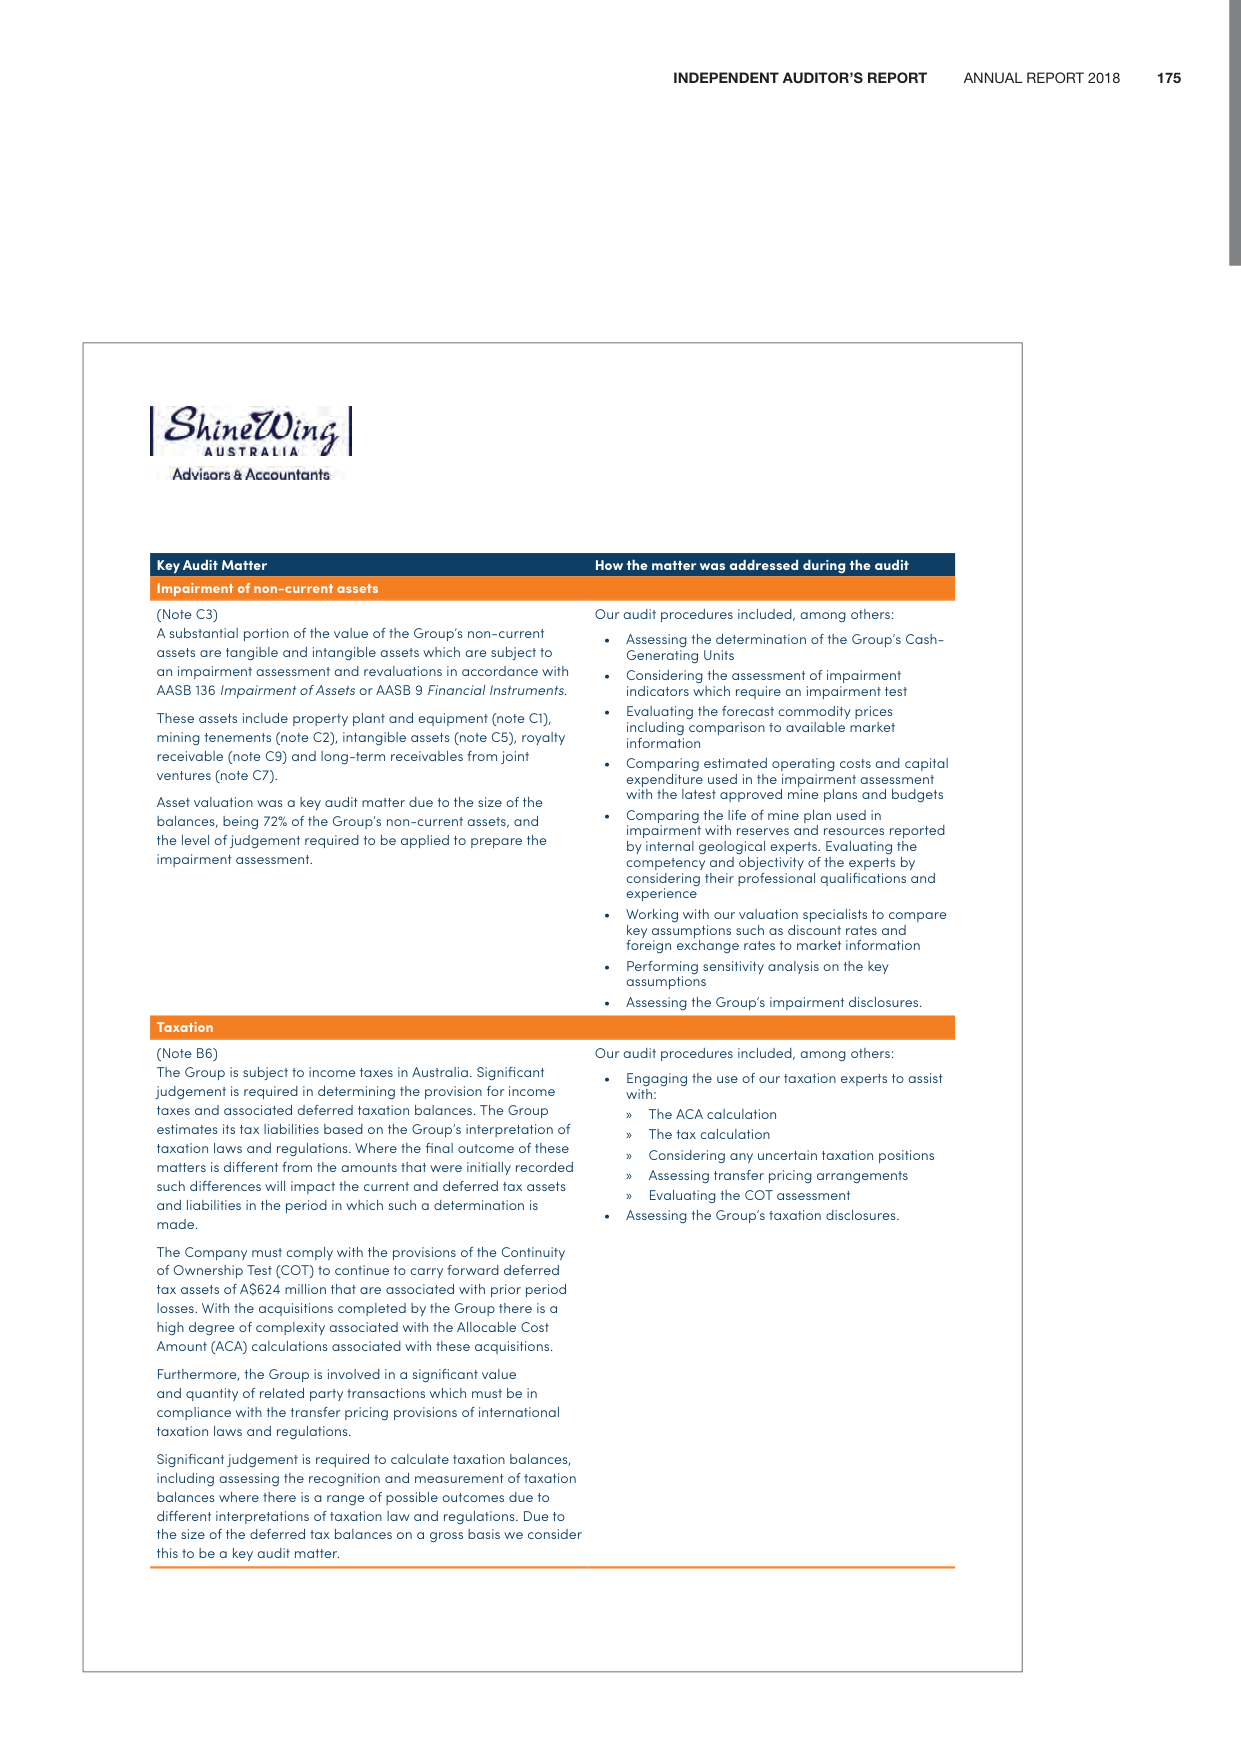 INDEPENDENT AUDITOR'S REPORT ANNUAL REPORT 2018 175
ShineWing
AUSTRALIA
Advisors & Accountants
Key Audit Matter How the matter was addressed during the audit
Impairment of non-current assets
(Note C3)
A substantial portion of the value of the Group's non-current
assets are tangible and intangible assets which are subject to
an impairment assessment and revaluations in accordance with
AASB 136 Impairment of Assets or AASB 9 Financial Instruments.
These assets include property plant and equipment (note C1),
mining tenements (note C2), intangible assets (note C5), royalty
receivable (note C9) and long-term receivables from joint
ventures (note C7).
Asset valuation was a key audit matter due to the size of the
balances, being 72% of the Group's non-current assets, and
the level of judgement required to be applied to prepare the
impairment assessment.
Our audit procedures included, among others:
• Assessing the determination of the Group's Cash-
Generating Units
• Considering the assessment of impairment
indicators which require an impairment test
• Evaluating the forecast commodity prices
including comparison to available market
information
• Comparing estimated operating costs and capital
expenditure used in the impairment assessment
with the latest approved mine plans and budgets
• Comparing the life of mine plan used in
impairment with reserves and resources reported
by internal geological experts. Evaluating the
competency and objectivity of the experts by
considering their professional qualifications and
experience
• Working with our valuation specialists to compare
key assumptions such as discount rates and
foreign exchange rates to market information
• Performing sensitivity analysis on the key
assumptions
• Assessing the Group's impairment disclosures.
Taxation
(Note B6)
The Group is subject to income taxes in Australia. Significant
judgement is required in determining the provision for income
taxes and associated deferred taxation balances. The Group
estimates its tax liabilities based on the Group's interpretation of
taxation laws and regulations. Where the final outcome of these
matters is different from the amounts that were initially recorded
such differences will impact the current and deferred tax assets
and liabilities in the period in which such a determination is
made.
The Company must comply with the provisions of the Continuity
of Ownership Test (COT) to continue to carry forward deferred
tax assets of A$624 million that are associated with prior period
losses. With the acquisitions completed by the Group there is a
high degree of complexity associated with the Allocable Cost
Amount (ACA) calculations associated with these acquisitions.
Furthermore, the Group is involved in a significant value
and quantity of related party transactions which must be in
compliance with the transfer pricing provisions of international
taxation laws and regulations.
Significant judgement is required to calculate taxation balances,
including assessing the recognition and measurement of taxation
balances where there is a range of possible outcomes due to
different interpretations of taxation law and regulations. Due to
the size of the deferred tax balances on a gross basis we consider
this to be a key audit matter.
Our audit procedures included, among others:
• Engaging the use of our taxation experts to assist
with:
» The ACA calculation
» The tax calculation
» Considering any uncertain taxation positions
» Assessing transfer pricing arrangements
» Evaluating the COT assessment
• Assessing the Group's taxation disclosures.